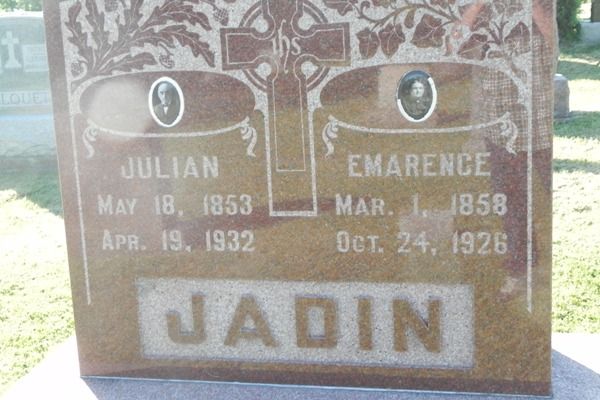 IHS
JULIAN
MAY 18, 1853
APR. 19, 1932
EMARENCE
MAR. 1, 1858
OCT. 24, 1926
JADIN